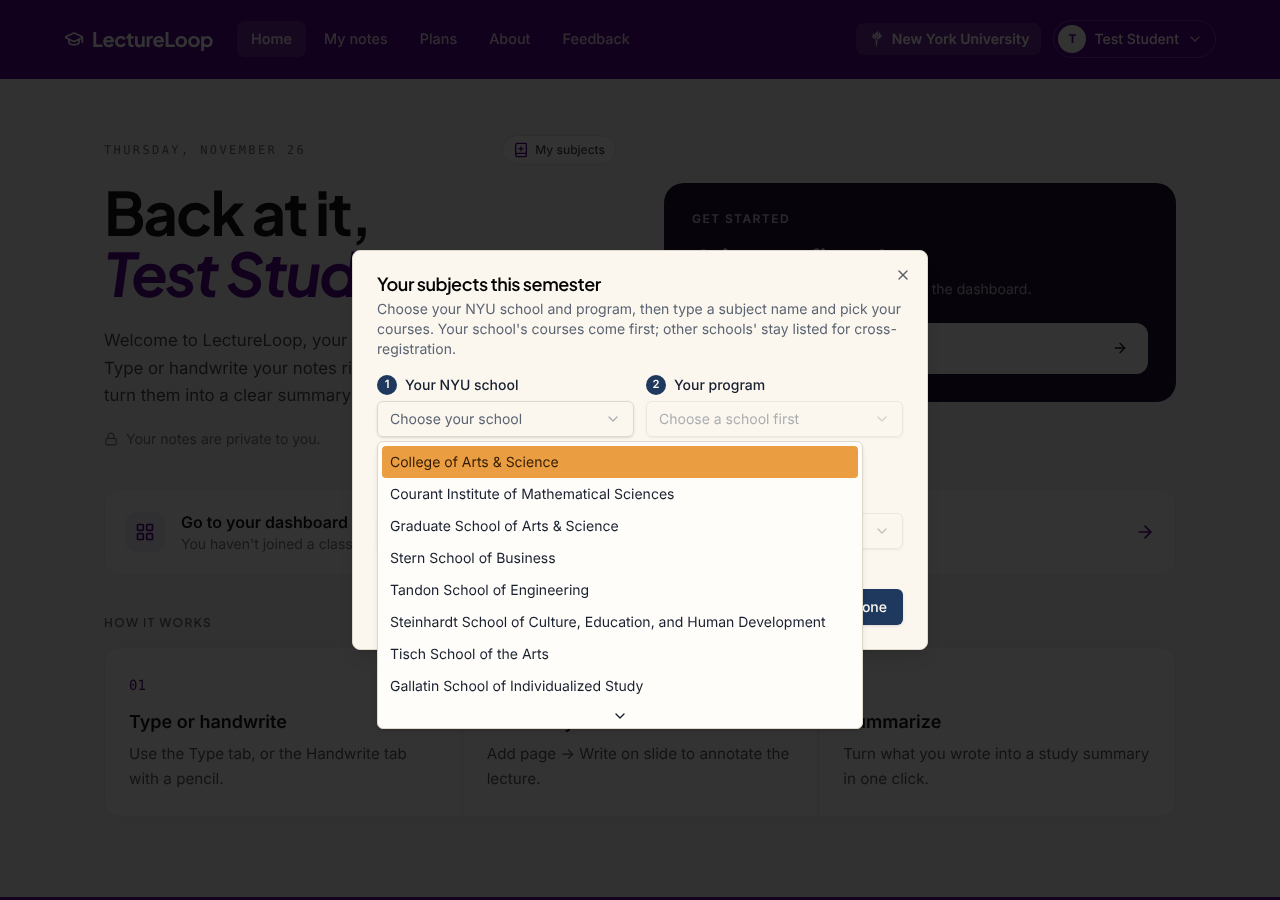 LectureLoop
Home
My notes
Plans
About
Feedback
New York University
T
Test Student
THURSDAY, NOVEMBER 26
My subjects
Back at it,
Test Stud
Welcome to LectureLoop, your
Type or handwrite your notes ri
turn them into a clear summary
Your notes are private to you.
GET STARTED
the dashboard.
Your subjects this semester
Choose your NYU school and program, then type a subject name and pick your
courses. Your school's courses come first; other schools' stay listed for cross-
registration.
1 Your NYU school
2 Your program
Choose your school
Choose a school first
College of Arts & Science
Courant Institute of Mathematical Sciences
Graduate School of Arts & Science
Stern School of Business
Tandon School of Engineering
Steinhardt School of Culture, Education, and Human Development
Tisch School of the Arts
Gallatin School of Individualized Study
one
Go to your dashboard
You haven't joined a class
HOW IT WORKS
01
Type or handwrite
Use the Type tab, or the Handwrite tab
with a pencil.
Add page → Write on slide to annotate the
lecture.
ummarize
Turn what you wrote into a study summary
in one click.